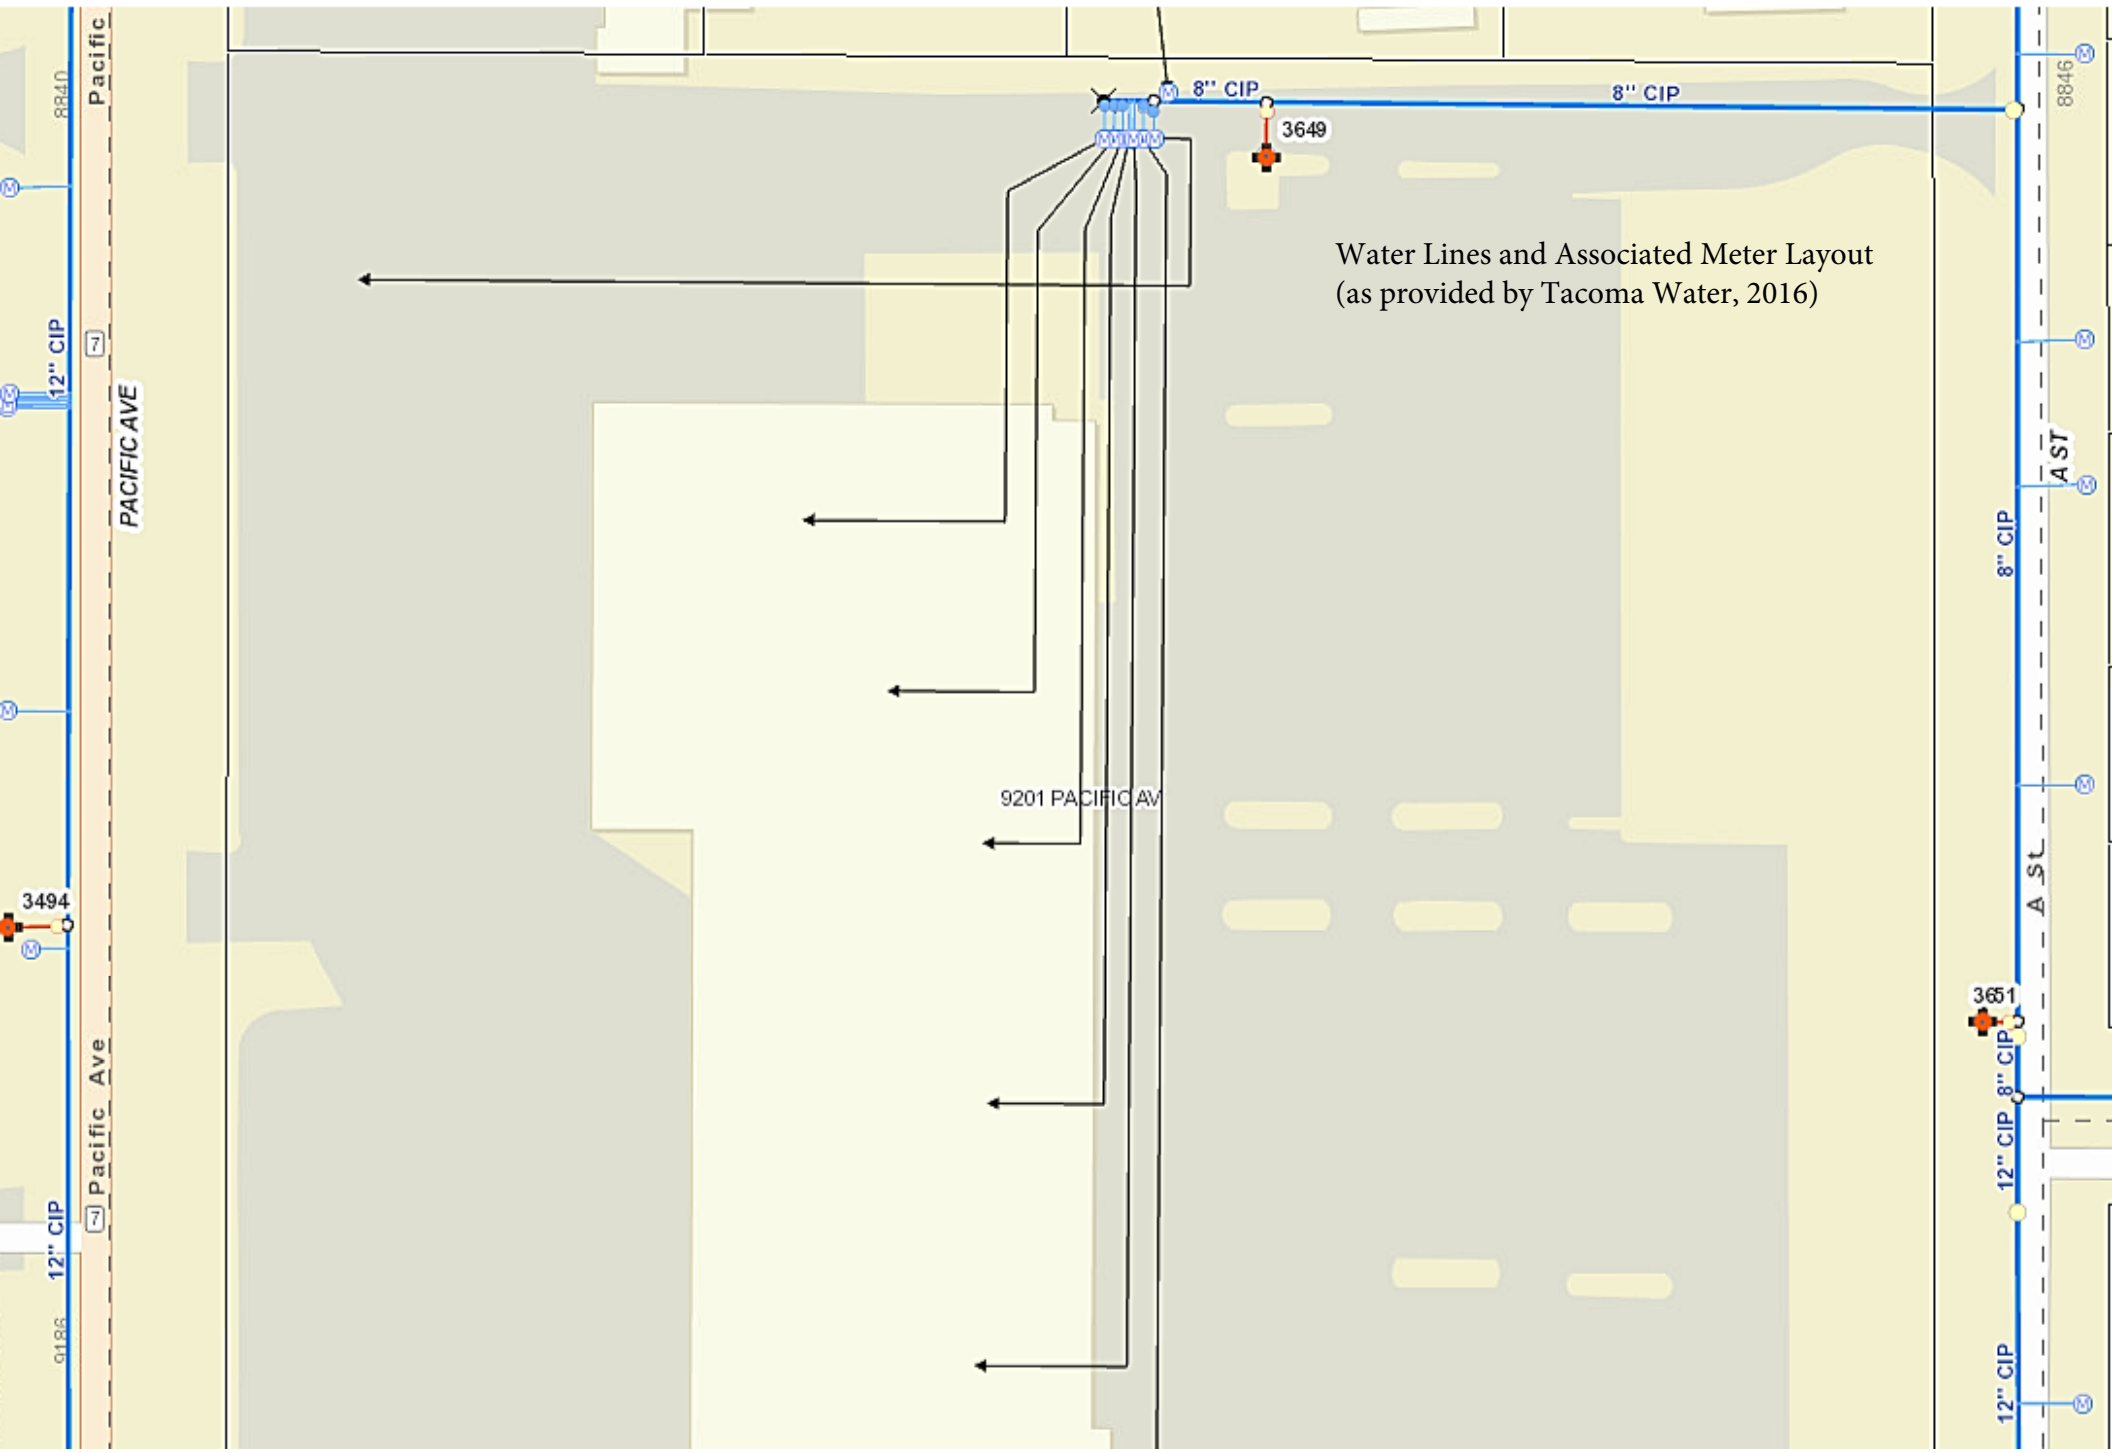 Pacific
8840
8" CIP
8" CIP
8846
3649
Water Lines and Associated Meter Layout
(as provided by Tacoma Water, 2016)
12" CIP
7
PACIFIC AVE
A ST
8" CIP
9201 PACIFIC AV
A St
3494
3651
8" CIP
Pacific Ave
12" CIP
7
12" CIP
9186
12" CIP
M
M
M
M
M
M
M
M
M
M
M
M